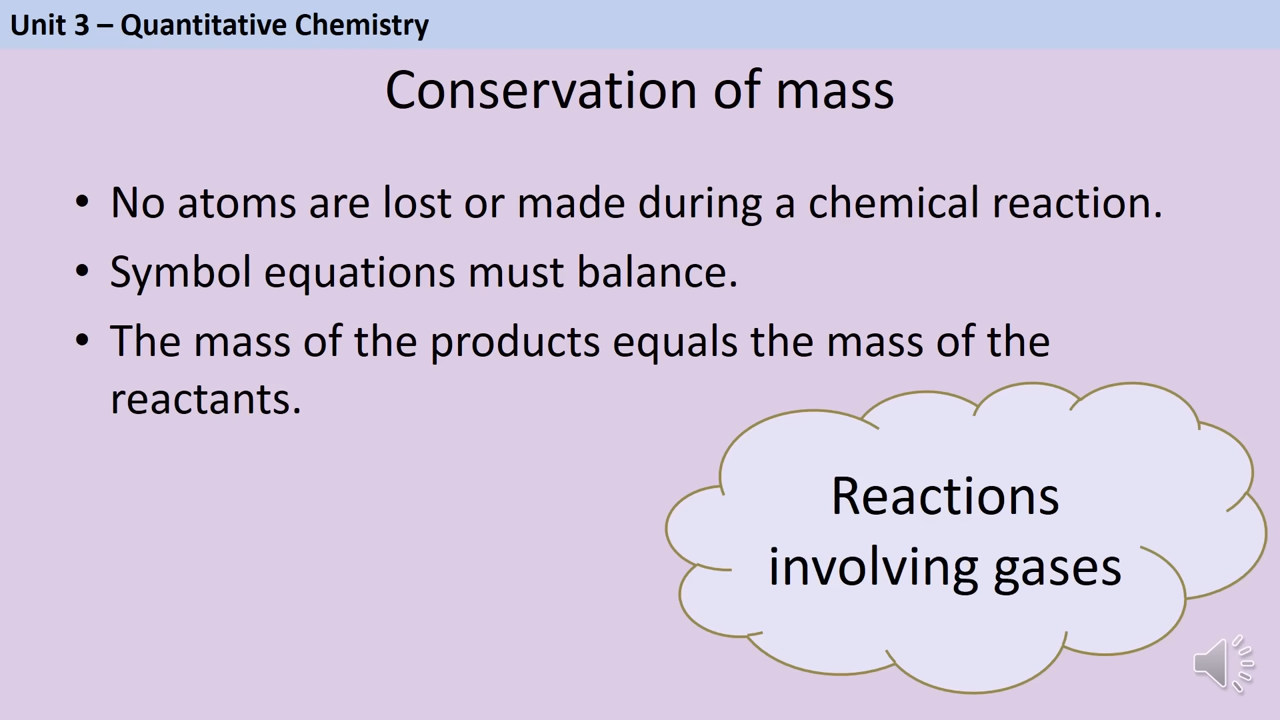 Unit 3 – Quantitative Chemistry
Conservation of mass
• No atoms are lost or made during a chemical reaction.
• Symbol equations must balance.
• The mass of the products equals the mass of the
reactants.
Reactions
involving gases